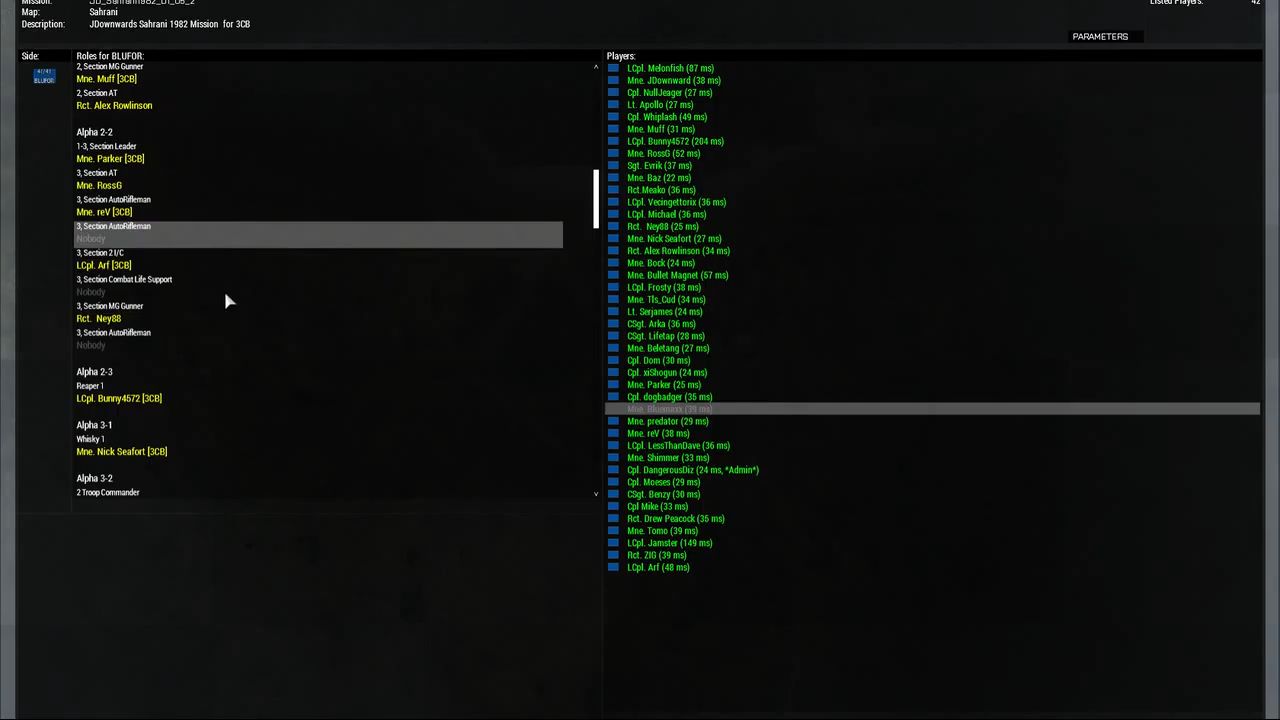 Mission: JD_Sahrani1982_01_05_2
Listed Players: 42
Map: Sahrani
Description: JDownwards Sahrani 1982 Mission for 3CB
PARAMETERS
Side:
BLUFOR
Roles for BLUFOR:
2, Section MG Gunner
Mne. Muff [3CB]
2, Section AT
Rct. Alex Rowlinson
Alpha 2-2
1-3, Section Leader
Mne. Parker [3CB]
3, Section AT
Mne. RossG
3, Section AutoRifleman
Mne. reV [3CB]
3, Section AutoRifleman
Nobody
3, Section 2 I/C
LCpl. Arf [3CB]
3, Section Combat Life Support
Nobody
3, Section MG Gunner
Rct. Ney88
3, Section AutoRifleman
Nobody
Alpha 2-3
Reaper 1
LCpl. Bunny4572 [3CB]
Alpha 3-1
Whisky 1
Mne. Nick Seafort [3CB]
Alpha 3-2
2 Troop Commander
Players:
LCpl. Melonfish (87 ms)
Mne. JDownward (38 ms)
Cpl. NullJeager (27 ms)
Lt. Apollo (27 ms)
Cpl. Whiplash (49 ms)
Mne. Muff (31 ms)
LCpl. Bunny4572 (204 ms)
Mne. RossG (52 ms)
Sgt. Evrik (37 ms)
Mne. Baz (22 ms)
Rct.Meako (36 ms)
LCpl. Vecingettorix (36 ms)
LCpl. Michael (36 ms)
Rct. Ney88 (25 ms)
Mne. Nick Seafort (27 ms)
Rct. Alex Rowlinson (34 ms)
Mne. Bock (24 ms)
Mne. Bullet Magnet (57 ms)
LCpl. Frosty (38 ms)
Mne. Tls_Cud (34 ms)
Lt. Serjames (24 ms)
CSgt. Arka (36 ms)
CSgt. Lifetap (28 ms)
Mne. Beletang (27 ms)
Cpl. Dom (30 ms)
Cpl. xiShogun (24 ms)
Mne. Parker (25 ms)
Cpl. dogbadger (35 ms)
Mne. Bluemaxx (39 ms)
Mne. predator (29 ms)
Mne. reV (38 ms)
LCpl. LessThanDave (36 ms)
Mne. Shimmer (33 ms)
Cpl. DangerousDiz (24 ms, *Admin*)
Cpl. Moeses (29 ms)
CSgt. Benzy (30 ms)
Cpl Mike (33 ms)
Rct. Drew Peacock (35 ms)
Mne. Tomo (39 ms)
LCpl. Jamster (149 ms)
Rct. ZIG (39 ms)
LCpl. Arf (48 ms)